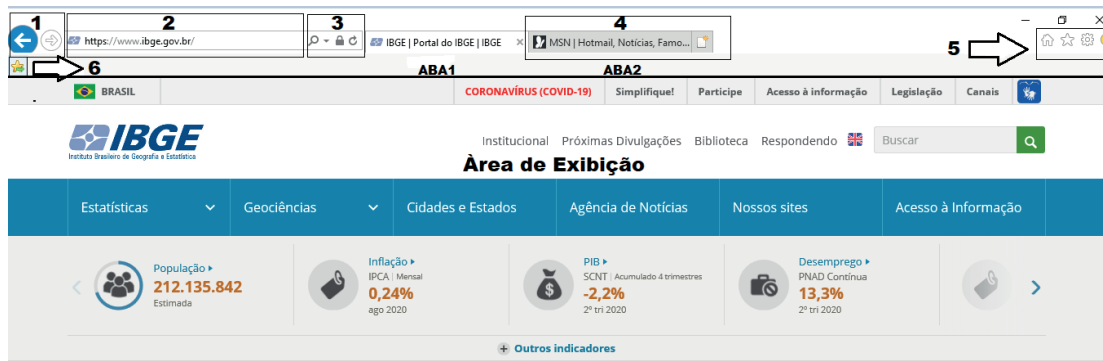 1 2 3 4
https://www.ibge.gov.br/ IBGE | Portal do IBGE | IBGE MSN | Hotmail, Notícias, Famo...
5
6 ABA1 ABA2
BRASIL CORONAVÍRUS (COVID-19) Simplifique! Participe Acesso à informação Legislação Canais
IBGE
Instituto Brasileiro de Geografia e Estatística
Institucional Próximas Divulgações Biblioteca Respondendo Buscar
Àrea de Exibição
Estatísticas Geociências Cidades e Estados Agência de Notícias Nossos sites Acesso à Informação
População
212.135.842
Estimada
Inflação
IPCA | Mensal
0,24%
ago 2020
PIB
SCNT | Acumulado 4 trimestres
-2,2%
2º tri 2020
Desemprego
PNAD Contínua
13,3%
2º tri 2020
Outros indicadores